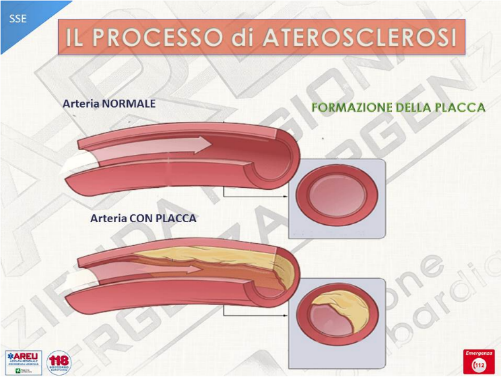 SSE
IL PROCESSO di ATEROSCLEROSI
Arteria NORMALE
FORMAZIONE DELLA PLACCA
Arteria CON PLACCA
AREU
118
Emergenza
112